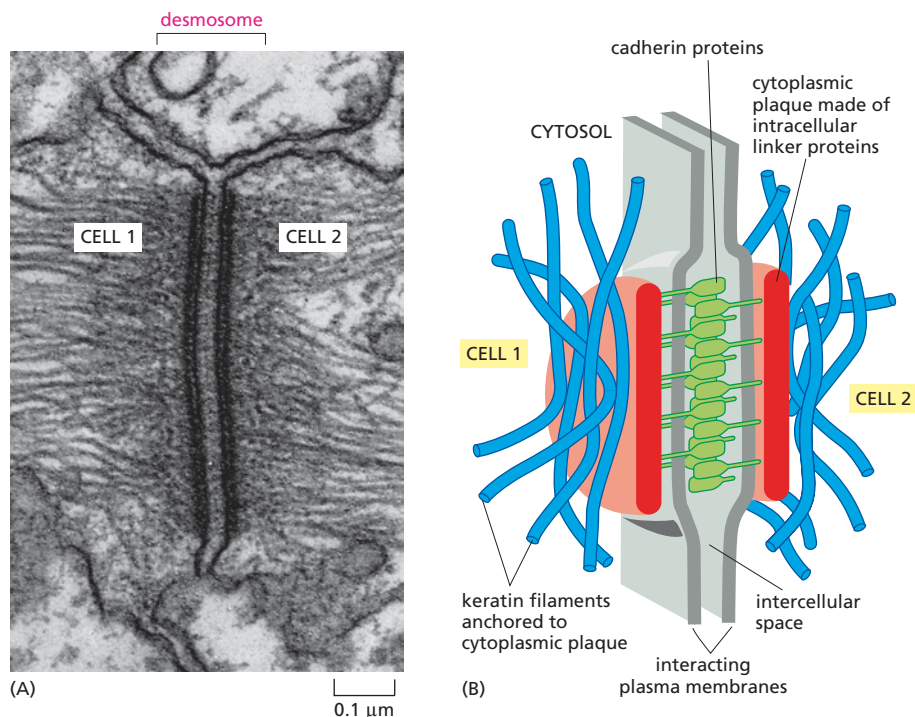 desmosome
CELL 1
CELL 2
(A)
0.1 μm
cadherin proteins
cytoplasmic
plaque made of
intracellular
linker proteins
CYTOSOL
CELL 1
CELL 2
keratin filaments
anchored to
cytoplasmic plaque
intercellular
space
interacting
plasma membranes
(B)